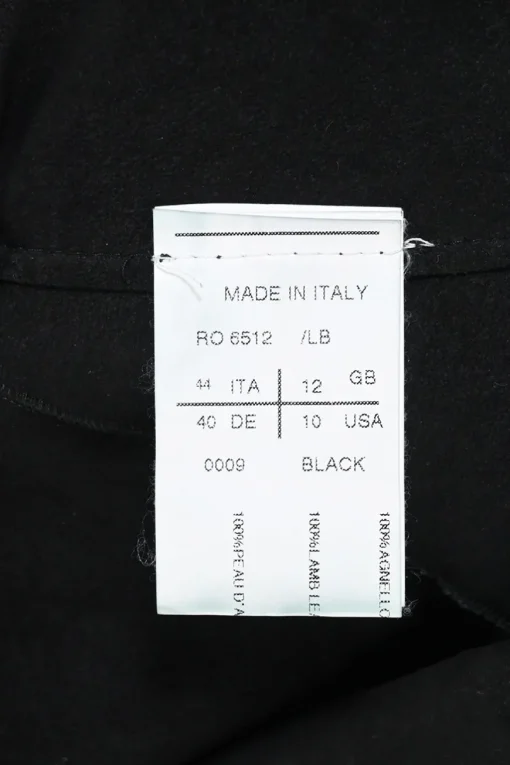 MADE IN ITALY
RO 6512 /LB
44 ITA 12 GB
40 DE 10 USA
0009 BLACK
100%PEAU D'A
100%LAMB LE
100%AGNELLO